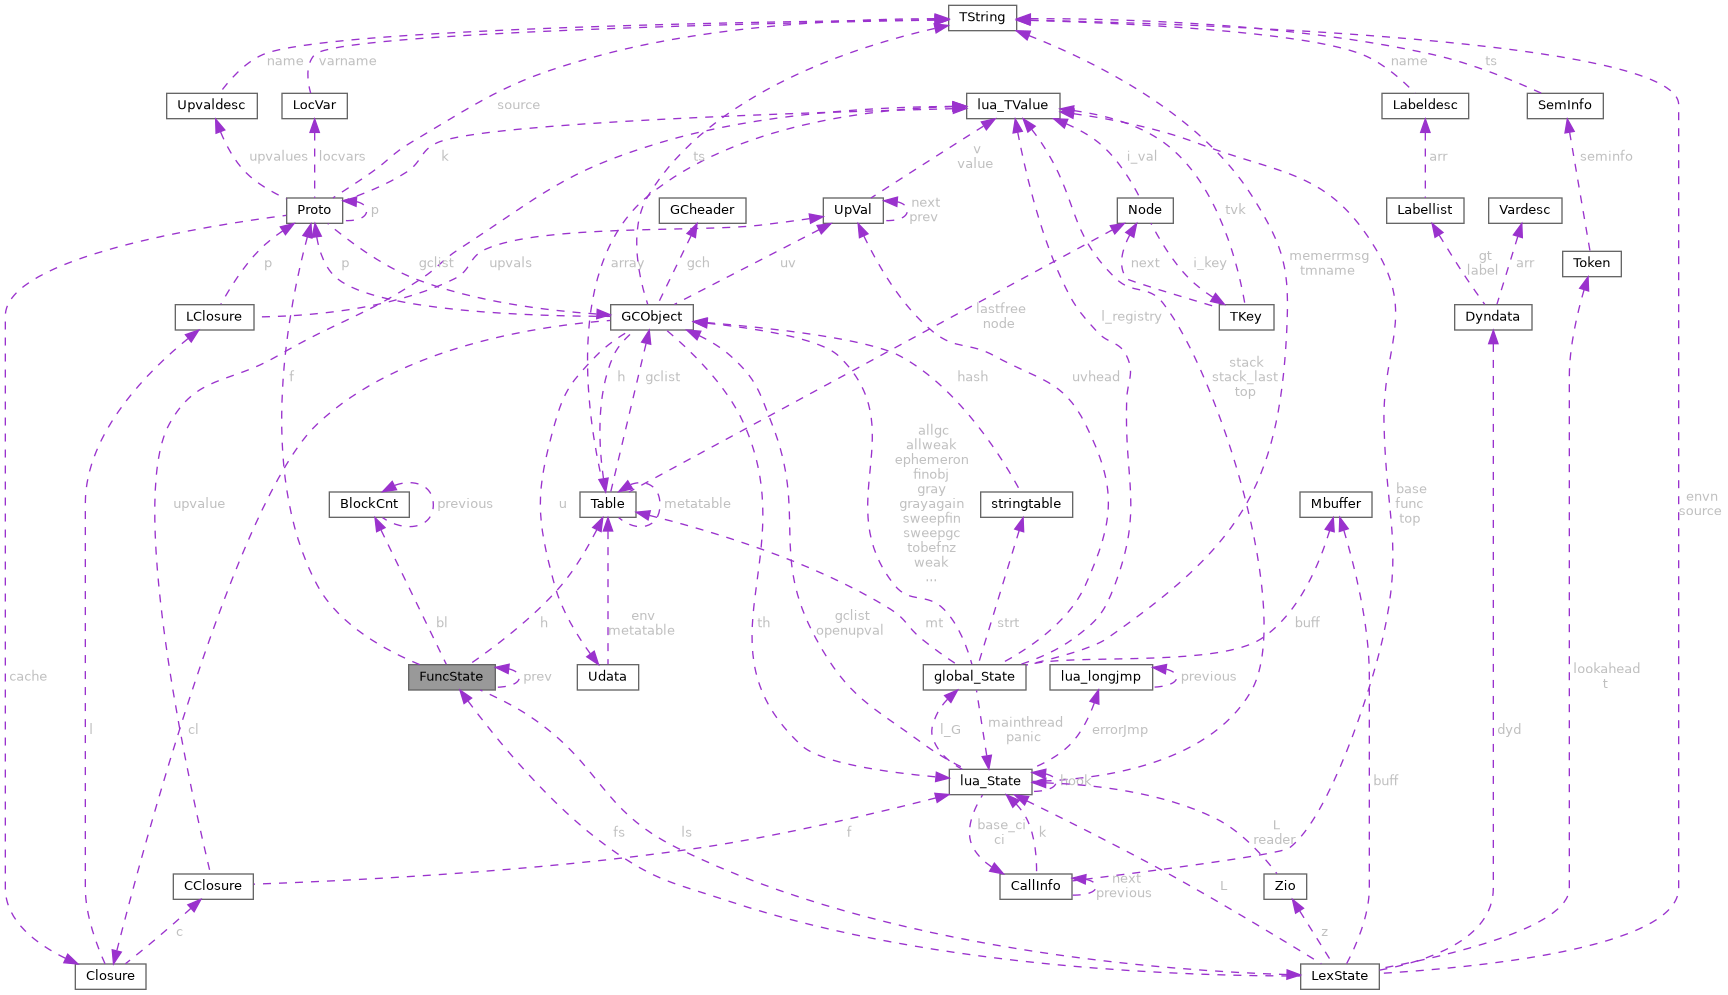 TString
name
varname
name
ts
Upvaldesc
LocVar
source
lua_TValue
Labeldesc
SemInfo
upvalues
locvars
k
ts
v
value
i_val
arr
seminfo
Proto
p
GCheader
UpVal
next
prev
Node
tvk
Labellist
Vardesc
p
p
gclist
upvals
array
gch
uv
next
i_key
memerrmsg
tmname
gt
label
arr
Token
LClosure
GCObject
lastfree
node
l_registry
TKey
Dyndata
f
h
gclist
hash
uvhead
stack
stack_last
top
allgc
allweak
ephemeron
finobj
gray
grayagain
sweepfin
sweepgc
tobefnz
weak
...
upvalue
BlockCnt
previous
u
Table
metatable
stringtable
Mbuffer
base
func
top
envn
source
bl
h
env
metatable
th
gclist
openupval
mt
strt
buff
cache
FuncState
prev
Udata
global_State
lua_longjmp
previous
lookahead
t
l
cl
l_G
mainthread
panic
errorJmp
dyd
lua_State
hook
buff
fs
ls
f
base_ci
ci
k
L
reader
CClosure
CallInfo
next
previous
L
Zio
c
z
Closure
LexState